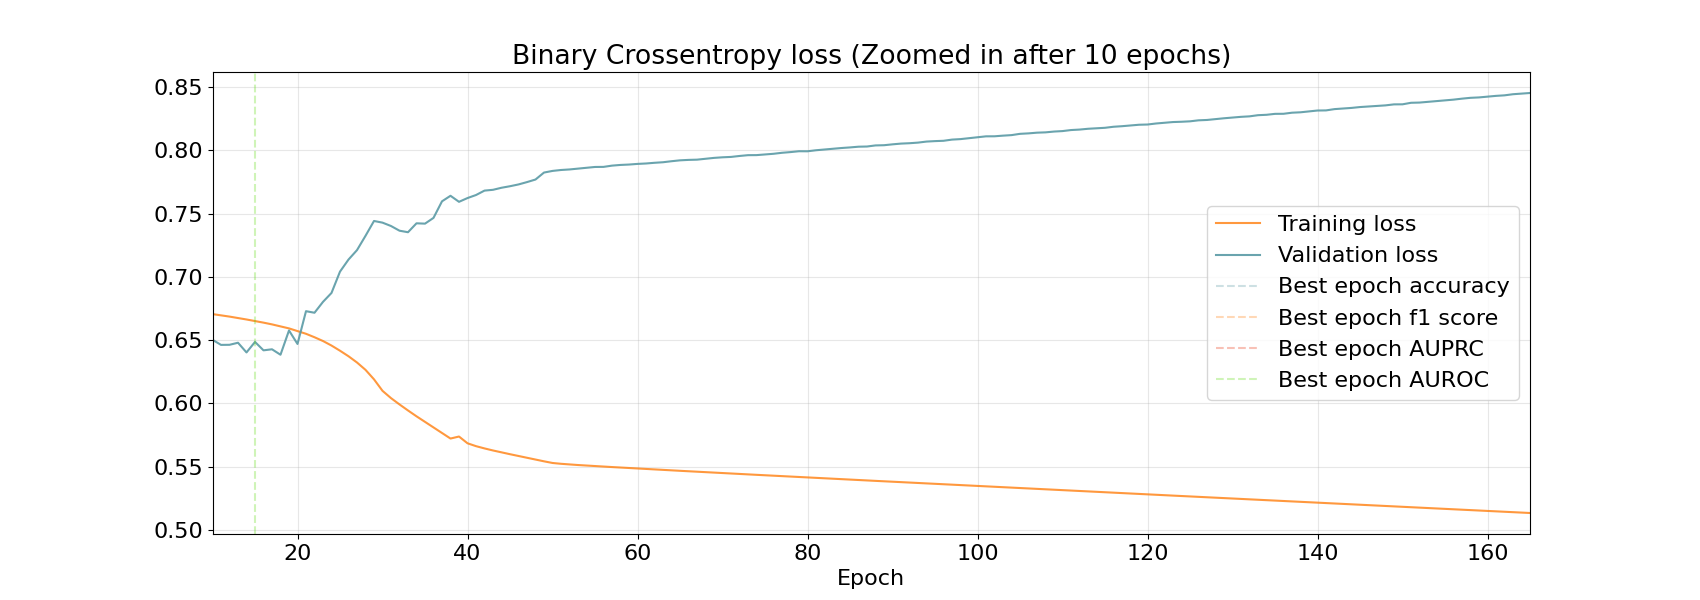 Binary Crossentropy loss (Zoomed in after 10 epochs)
0.85
0.80
0.75
0.70
0.65
0.60
0.55
0.50
Training loss
Validation loss
Best epoch accuracy
Best epoch f1 score
Best epoch AUPRC
Best epoch AUROC
20 40 60 80 100 120 140 160
Epoch